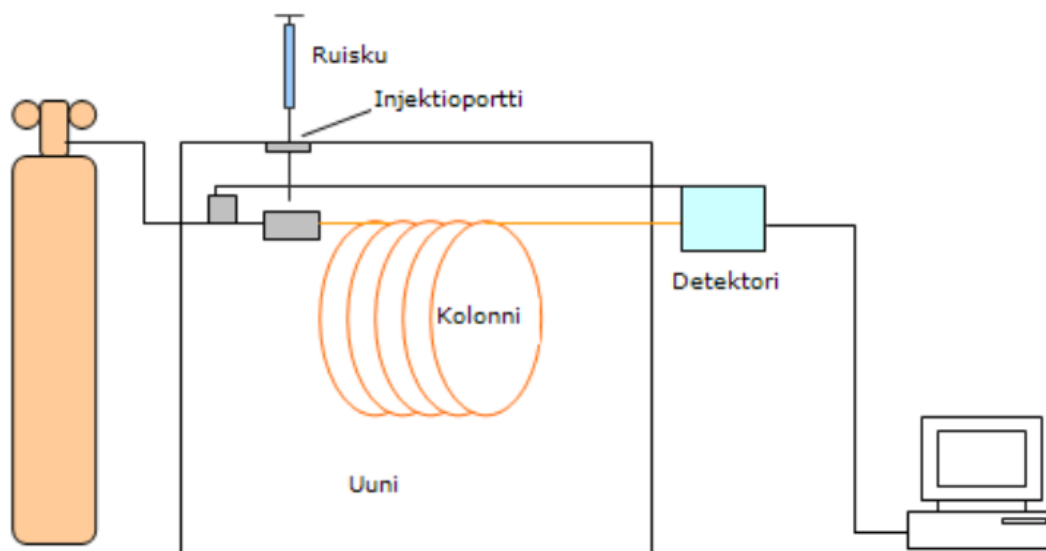 Ruisku
Injektioportti
Detektori
Kolonni
Uuni